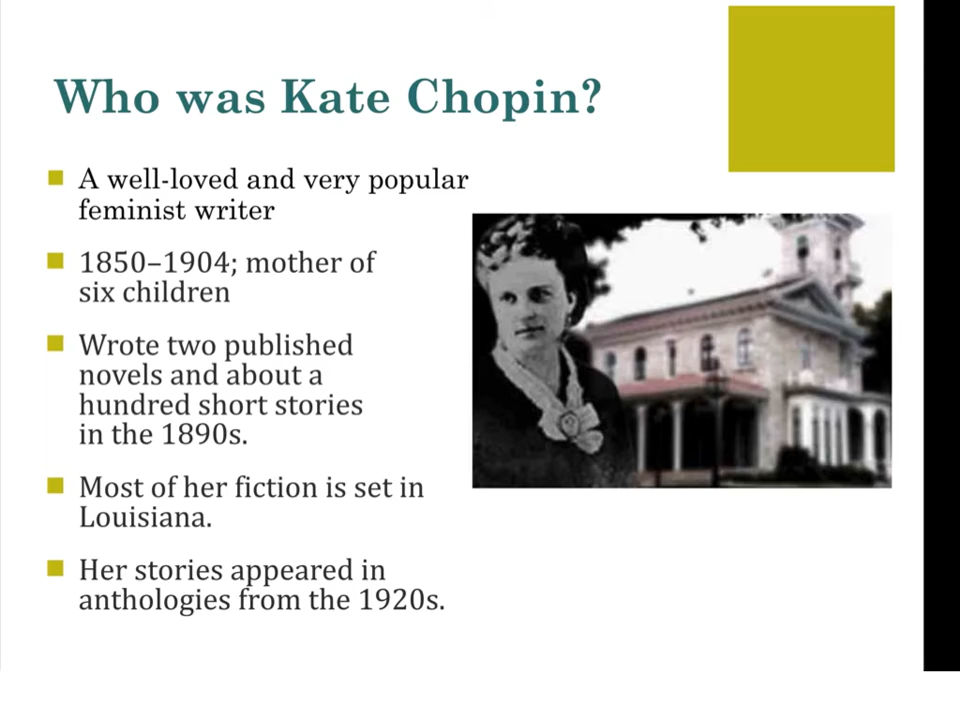 Who was Kate Chopin?
A well-loved and very popular
feminist writer
1850–1904; mother of
six children
Wrote two published
novels and about a
hundred short stories
in the 1890s.
Most of her fiction is set in
Louisiana.
Her stories appeared in
anthologies from the 1920s.